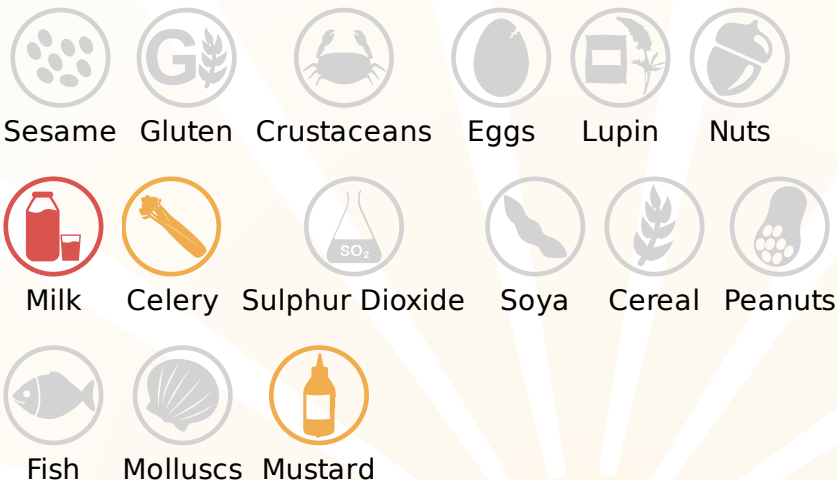 G
Sesame Gluten Crustaceans Eggs Lupin Nuts
SO₂
Milk Celery Sulphur Dioxide Soya Cereal Peanuts
Fish Molluscs Mustard